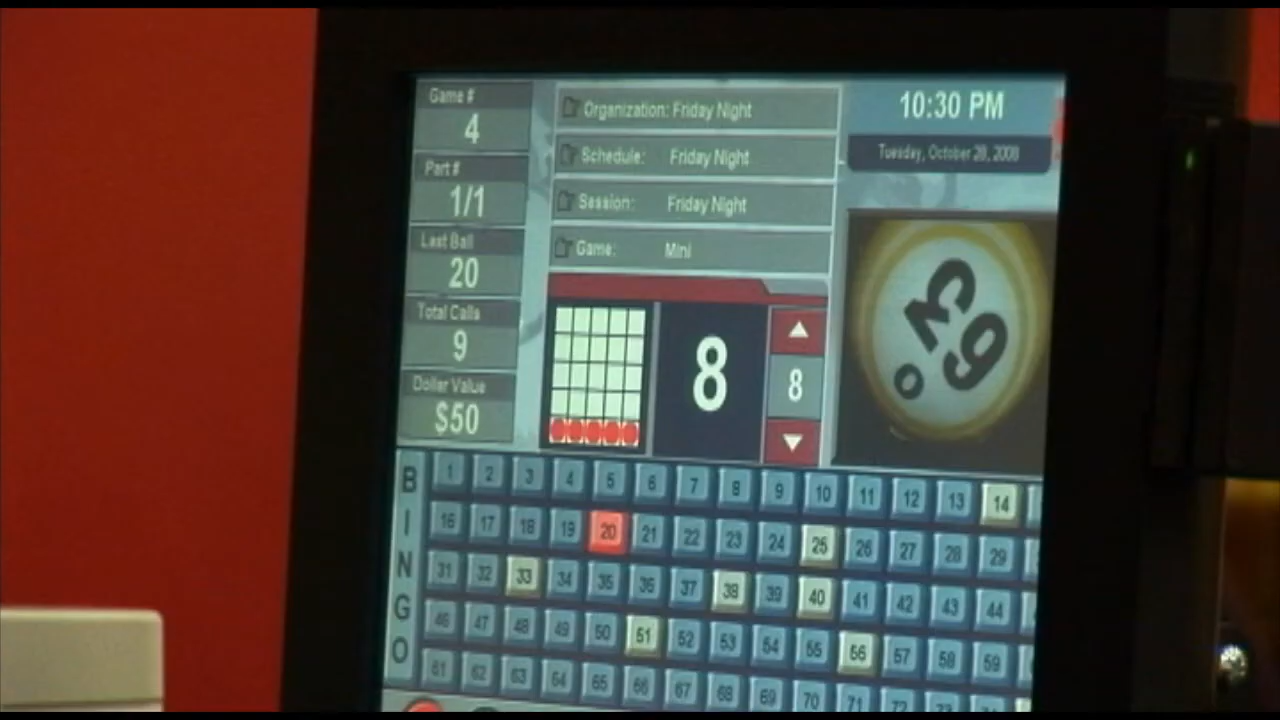 Game #
4
Part #
1/1
Last Ball
20
Total Calls
9
Dollar Value
$50
Organization: Friday Night
Schedule: Friday Night
Session: Friday Night
Game: Mini
8
8
10:30 PM
Tuesday, October 28, 2008
O
63
B 1 2 3 4 5 6 7 8 9 10 11 12 13 14
I 16 17 18 19 20 21 22 23 24 25 26 27 28 29
N 31 32 33 34 35 36 37 38 39 40 41 42 43 44
G 46 47 48 49 50 51 52 53 54 55 56 57 58 59
O 61 62 63 64 65 66 67 68 69 70 71 72 73